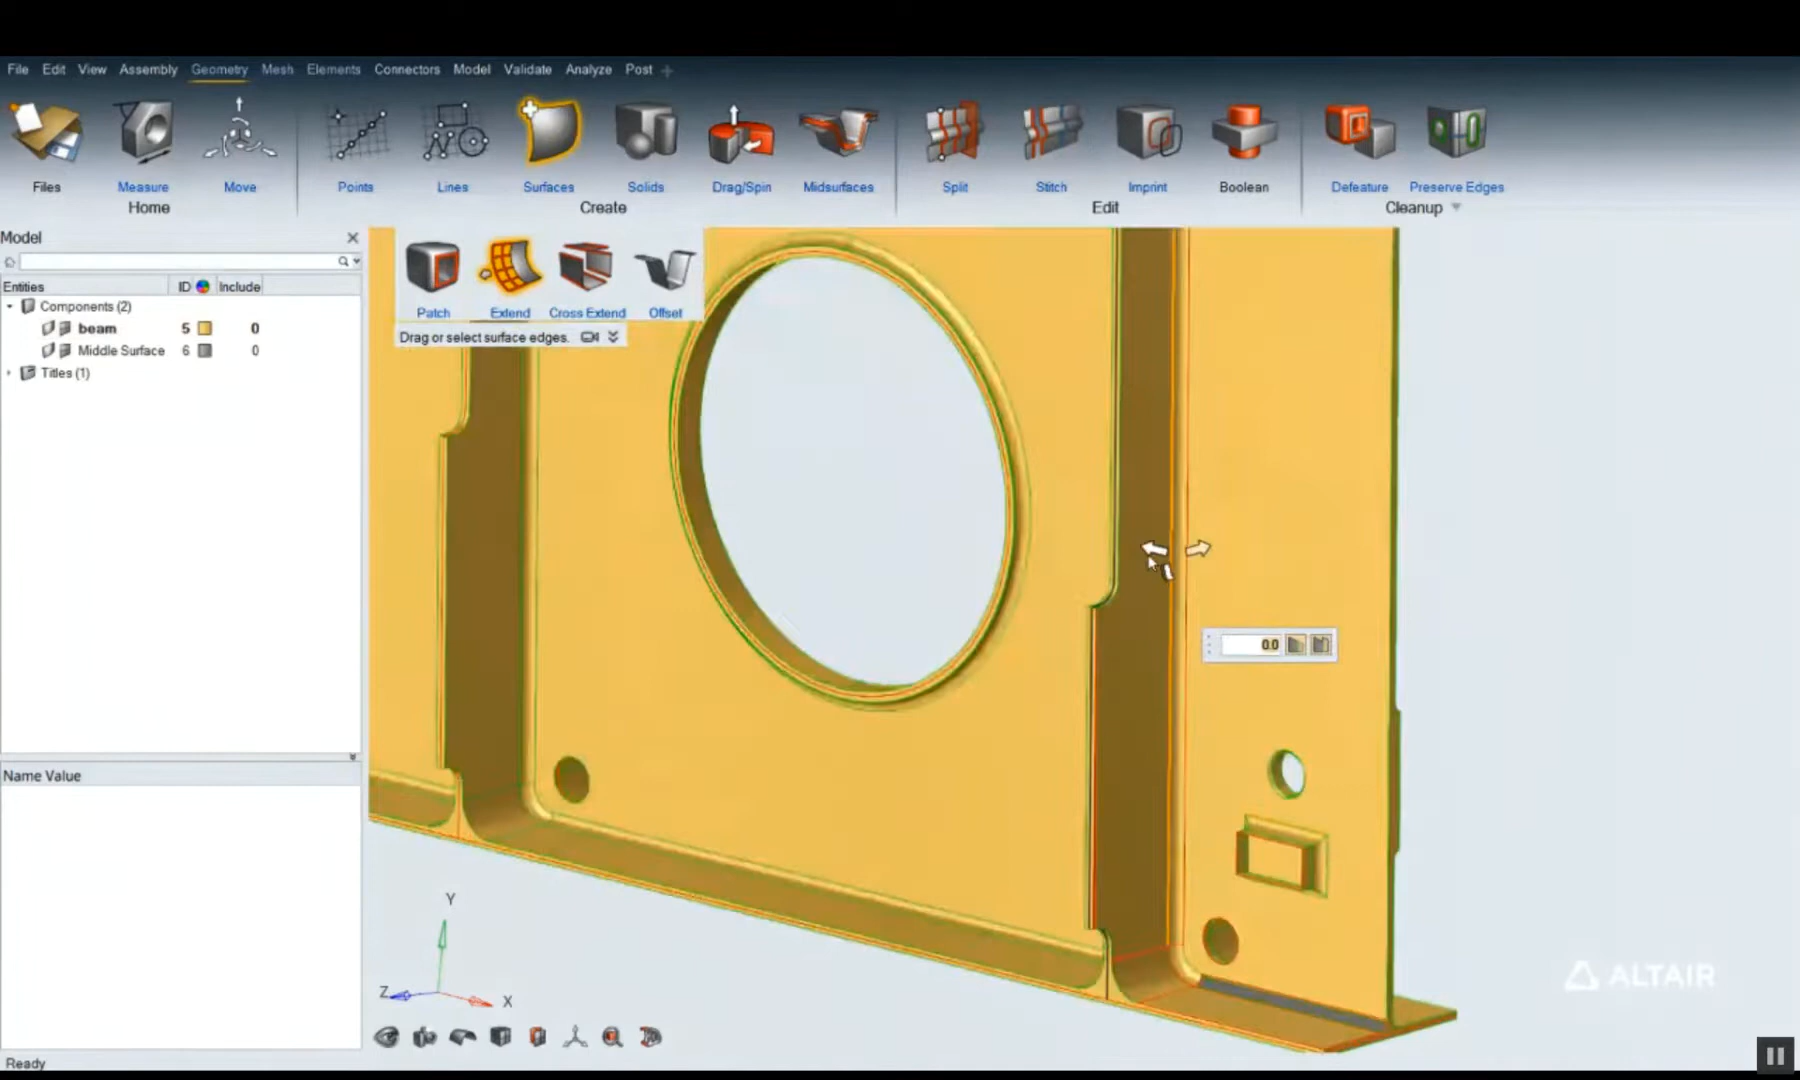 File Edit View Assembly Geometry Mesh Elements Connectors Model Validate Analyze Post
Files Measure Move Points Lines Surfaces Solids Drag/Spin Midsurfaces Split Stitch Imprint Boolean Defeature Preserve Edges
Home Create Edit Cleanup
Model
Entities ID Include
Components (2)
beam 5 0
Middle Surface 6 0
Titles (1)
Patch Extend Cross Extend Offset
Drag or select surface edges.
0.0
Name Value
Y
Z X
ALTAIR
Ready